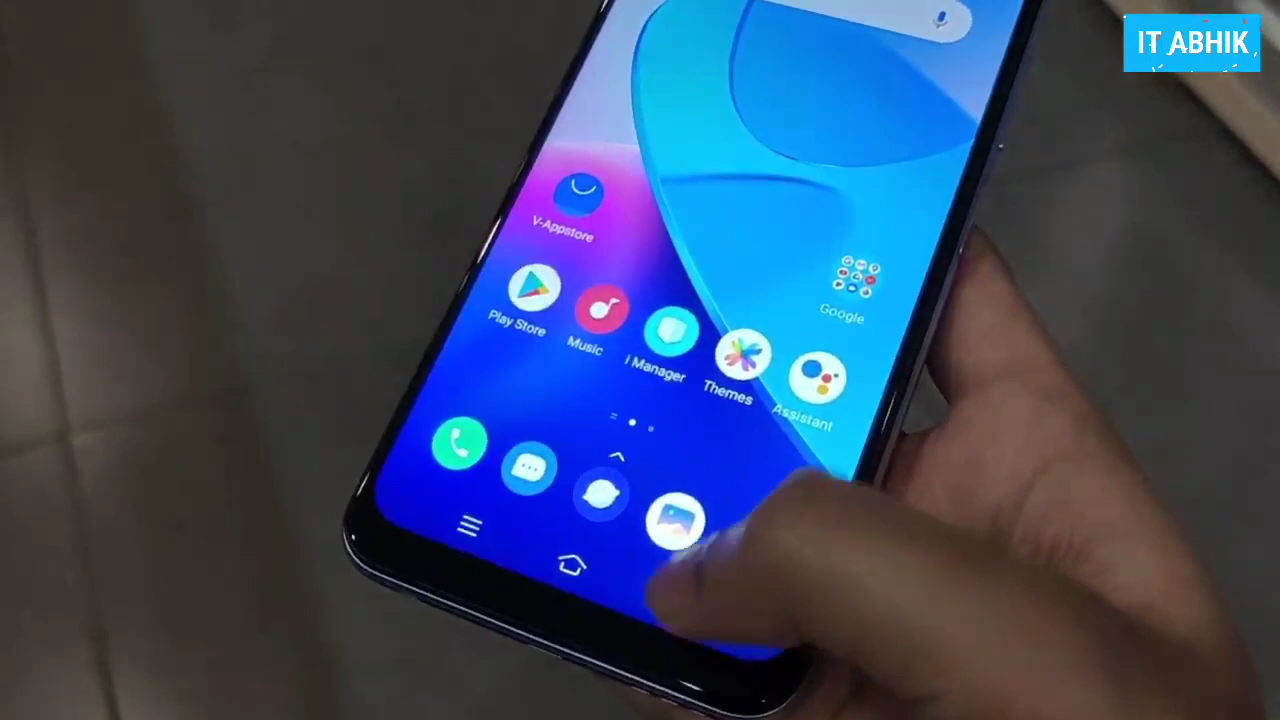 IT ABHIK
V-Appstore
Google
Play Store
Music
i Manager
Themes
Assistant